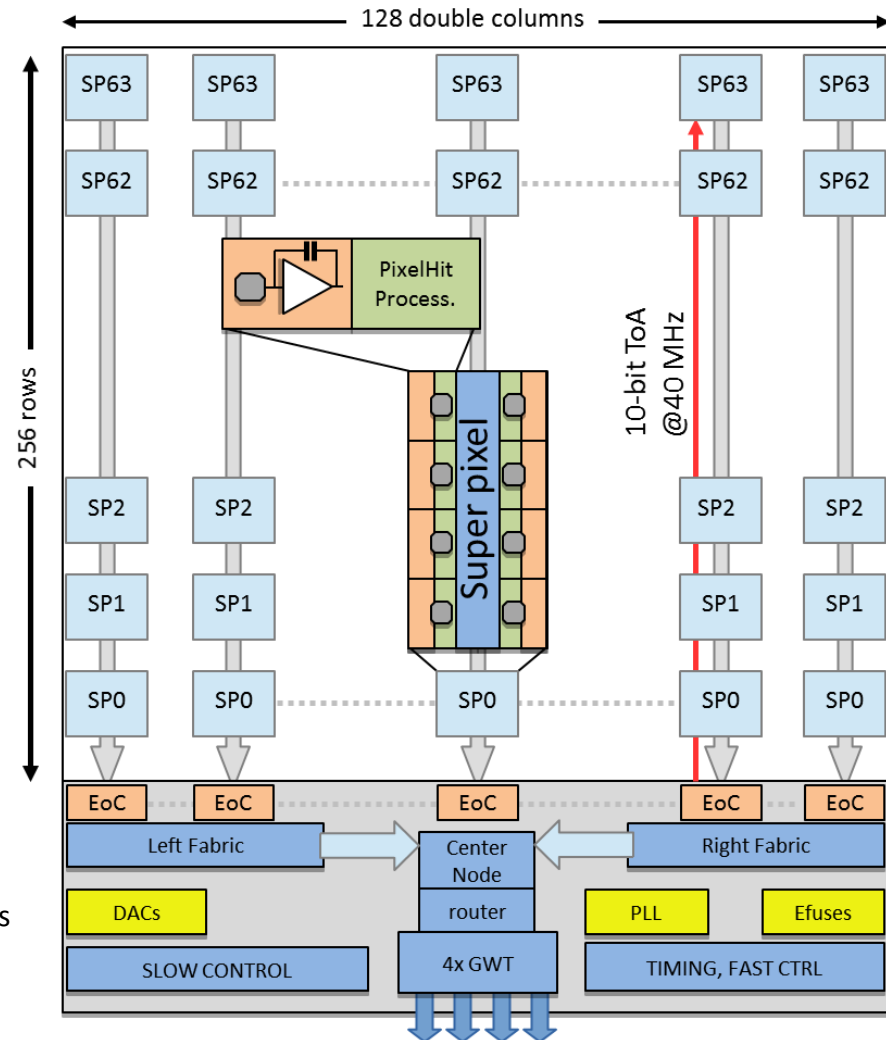 128 double columns
SP63 SP63 SP63 SP63 SP63
SP62 SP62 SP62 SP62 SP62
PixelHit
Process.
256 rows
10-bit ToA
@40 MHz
Super pixel
SP2 SP2 SP2 SP2
SP1 SP1 SP1 SP1
SP0 SP0 SP0 SP0 SP0
EoC EoC EoC EoC EoC
Left Fabric
Center
Node
Right Fabric
s
DACs
router
PLL
Efuses
SLOW CONTROL
4x GWT
TIMING, FAST CTRL